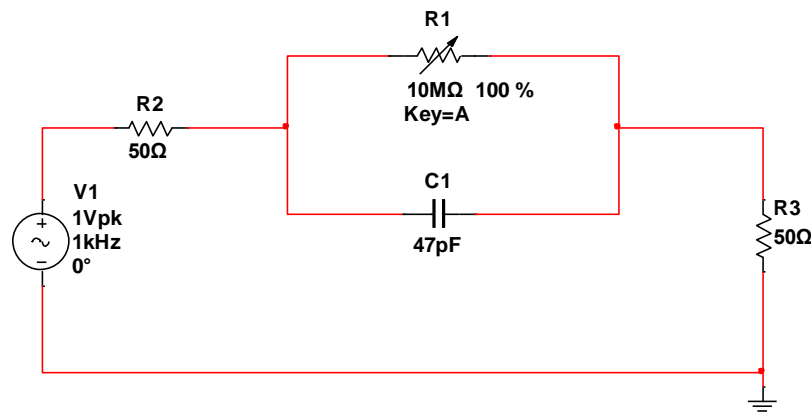 R1
10MΩ 100 %
Key=A
R2
50Ω
C1
47pF
V1
1Vpk
1kHz
0°
R3
50Ω